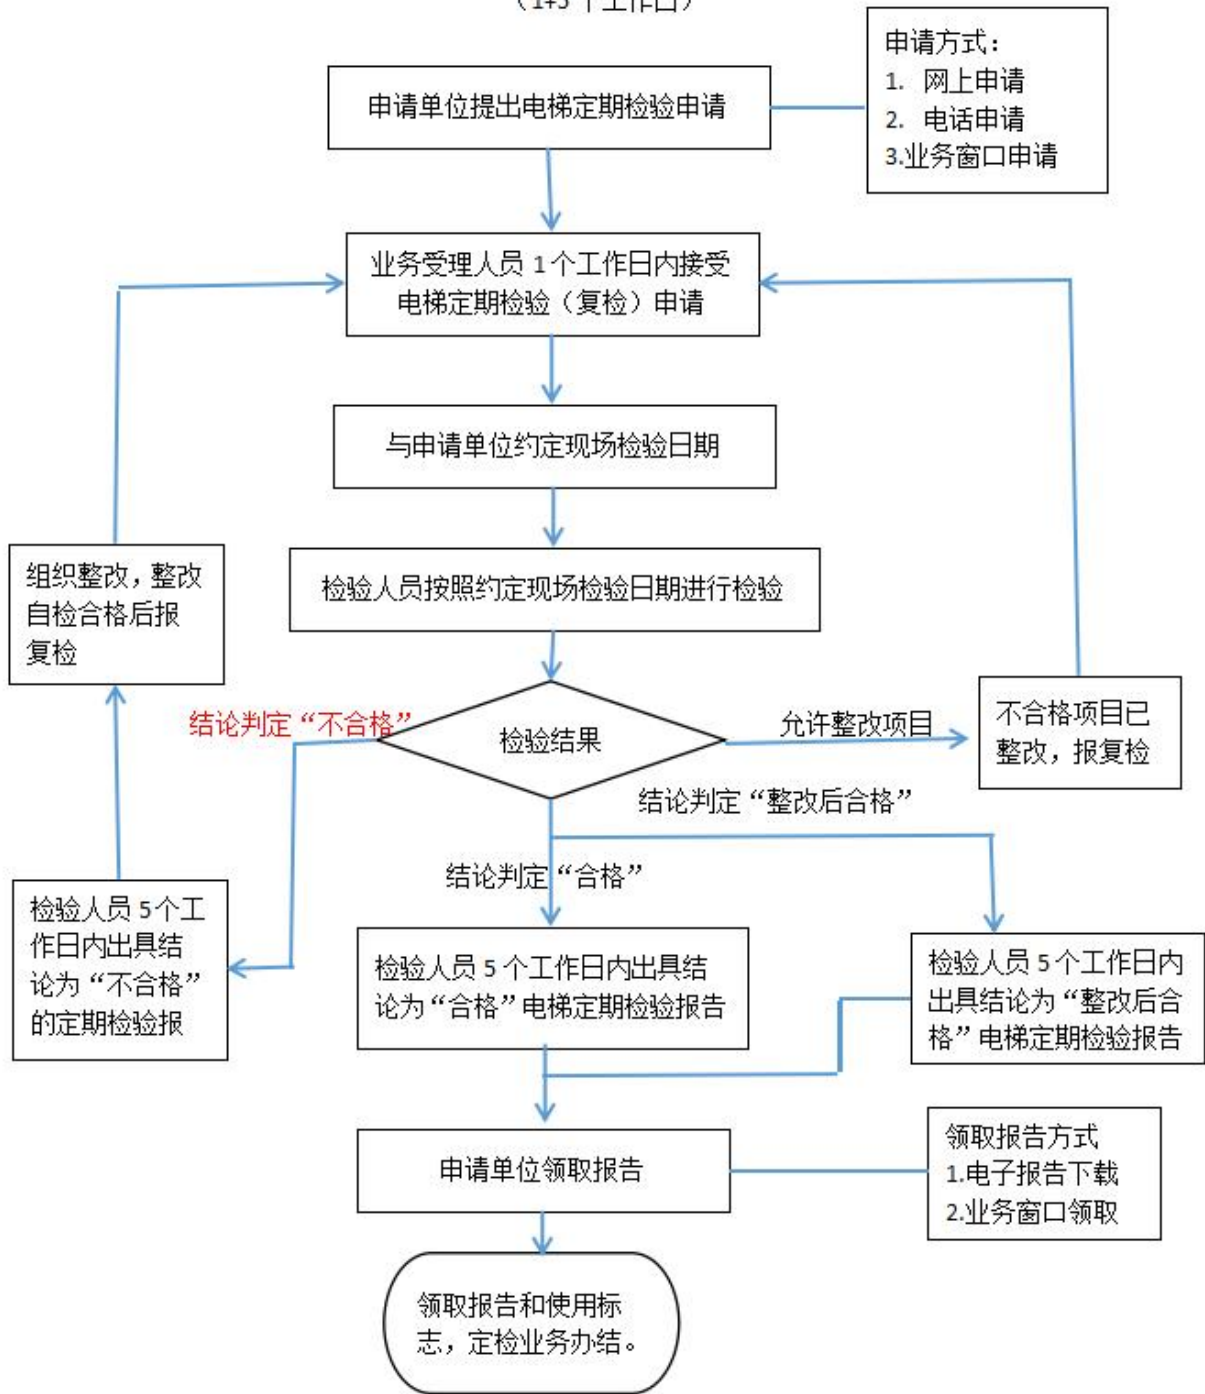 （1+5 个工作日）
申请方式：
1. 网上申请
2. 电话申请
3.业务窗口申请
申请单位提出电梯定期检验申请
业务受理人员 1 个工作日内接受
电梯定期检验（复检）申请
与申请单位约定现场检验日期
检验人员按照约定现场检验日期进行检验
组织整改，整改
自检合格后报
复检
结论判定“不合格”
检验结果
允许整改项目
不合格项目已
整改，报复检
结论判定“整改后合格”
结论判定“合格”
检验人员 5 个工
作日内出具结
论为“不合格”
的定期检验报
检验人员 5 个工作日内出具结
论为“合格”电梯定期检验报告
检验人员 5 个工作日内
出具结论为“整改后合
格”电梯定期检验报告
申请单位领取报告
领取报告方式
1.电子报告下载
2.业务窗口领取
领取报告和使用标
志，定检业务办结。